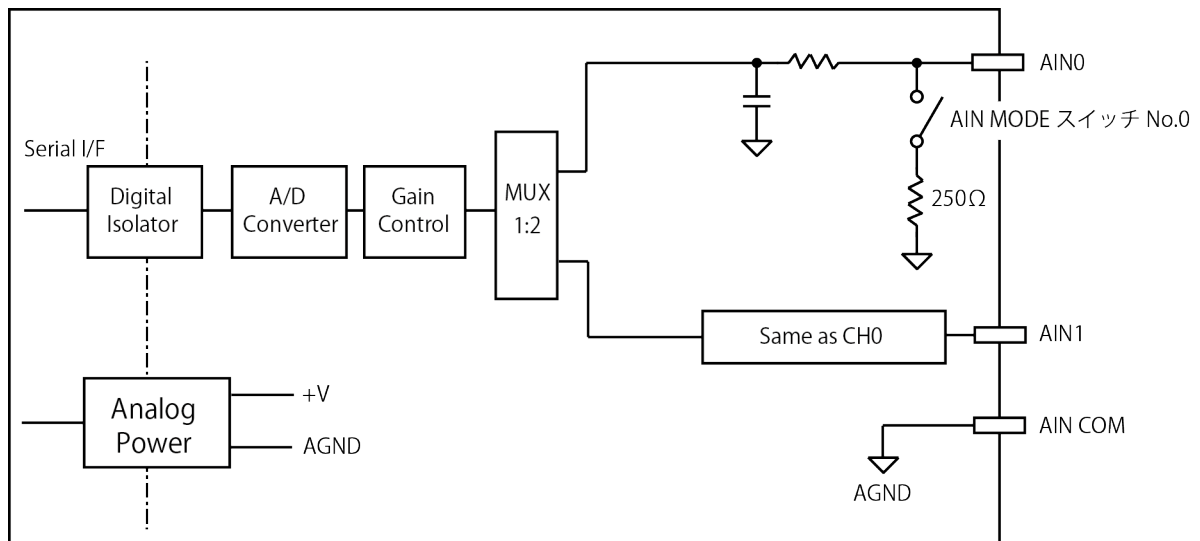 AIN0
AIN MODE スイッチ No.0
Serial I/F
Digital
Isolator
A/D
Converter
Gain
Control
MUX
1:2
250Ω
Same as CH0
AIN1
Analog
Power
+V
AGND
AIN COM
AGND